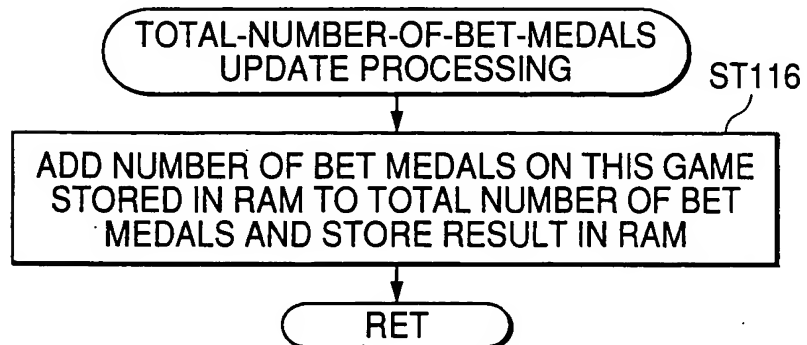 TOTAL-NUMBER-OF-BET-MEDALS
UPDATE PROCESSING
ST116
ADD NUMBER OF BET MEDALS ON THIS GAME
STORED IN RAM TO TOTAL NUMBER OF BET
MEDALS AND STORE RESULT IN RAM
RET